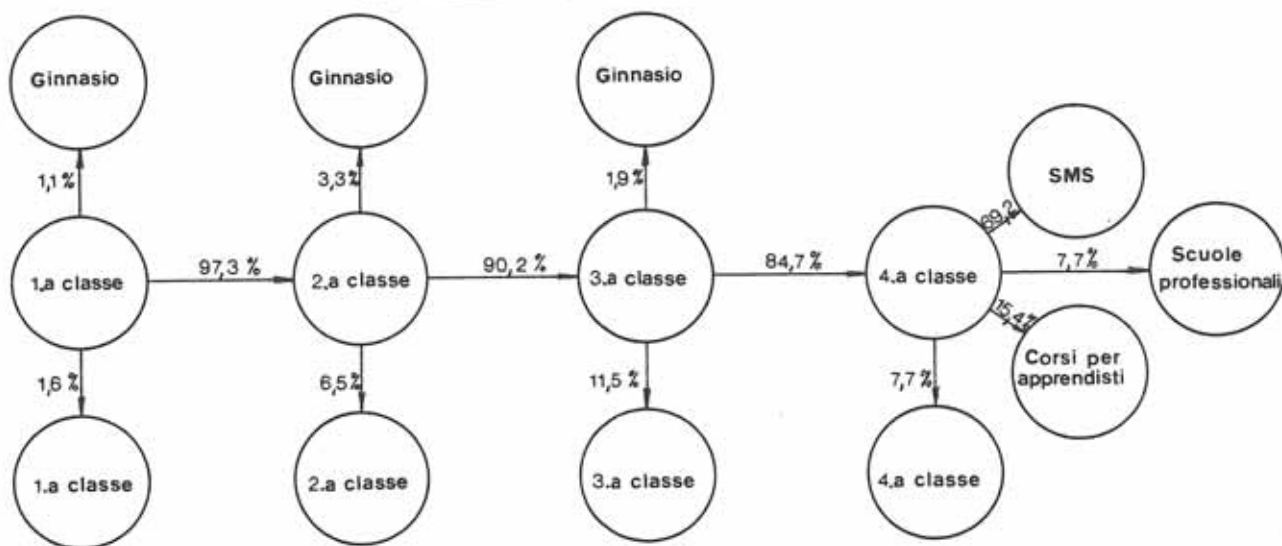 Ginnasio
Ginnasio
Ginnasio
1,1%
3,3%
1,9%
SMS
69,2
1.a classe
97,3 %
2.a classe
90,2 %
3.a classe
84,7%
4.a classe
7,7%
Scuole
professionali
15,4%
Corsi per
apprendisti
1,6 %
6,5%
11,5 %
7,7%
1.a classe
2.a classe
3.a classe
4.a classe